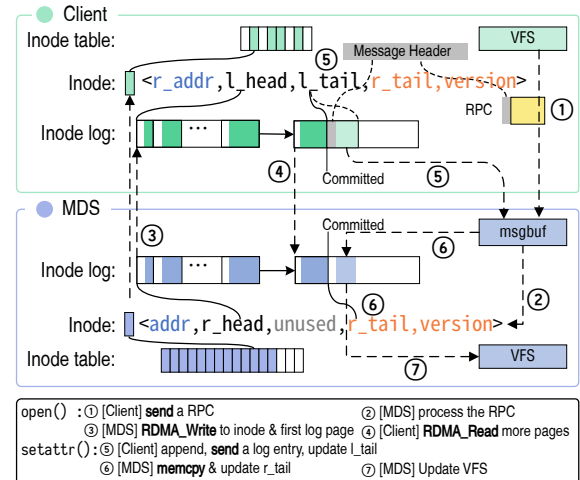 Client
Inode table:
⑤
Message Header
VFS
Inode: <r_addr,l_head,l_tail,r_tail,version>
RPC
①
Inode log:
...
④
Committed
⑤
MDS
③
Committed
⑥
msgbuf
Inode log:
...
⑥
②
Inode: <addr,r_head,unused,r_tail,version>
Inode table:
⑦
VFS
open() :① [Client] send a RPC ② [MDS] process the RPC
③ [MDS] RDMA_Write to inode & first log page ④ [Client] RDMA_Read more pages
setattr():⑤ [Client] append, send a log entry, update l_tail
⑥ [MDS] memcpy & update r_tail ⑦ [MDS] Update VFS